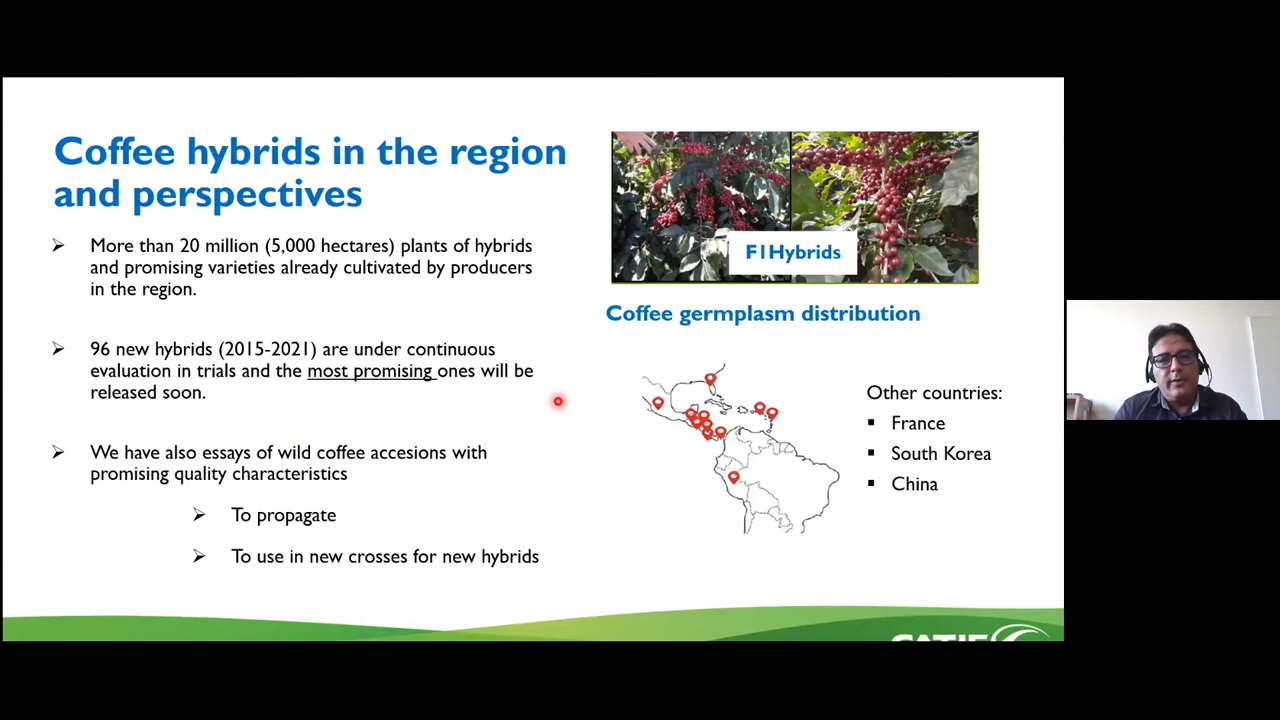 Coffee hybrids in the region
and perspectives
More than 20 million (5,000 hectares) plants of hybrids
and promising varieties already cultivated by producers
in the region.
96 new hybrids (2015-2021) are under continuous
evaluation in trials and the most promising ones will be
released soon.
We have also essays of wild coffee accesions with
promising quality characteristics
To propagate
To use in new crosses for new hybrids
F1Hybrids
Coffee germplasm distribution
Other countries:
France
South Korea
China
CATIE